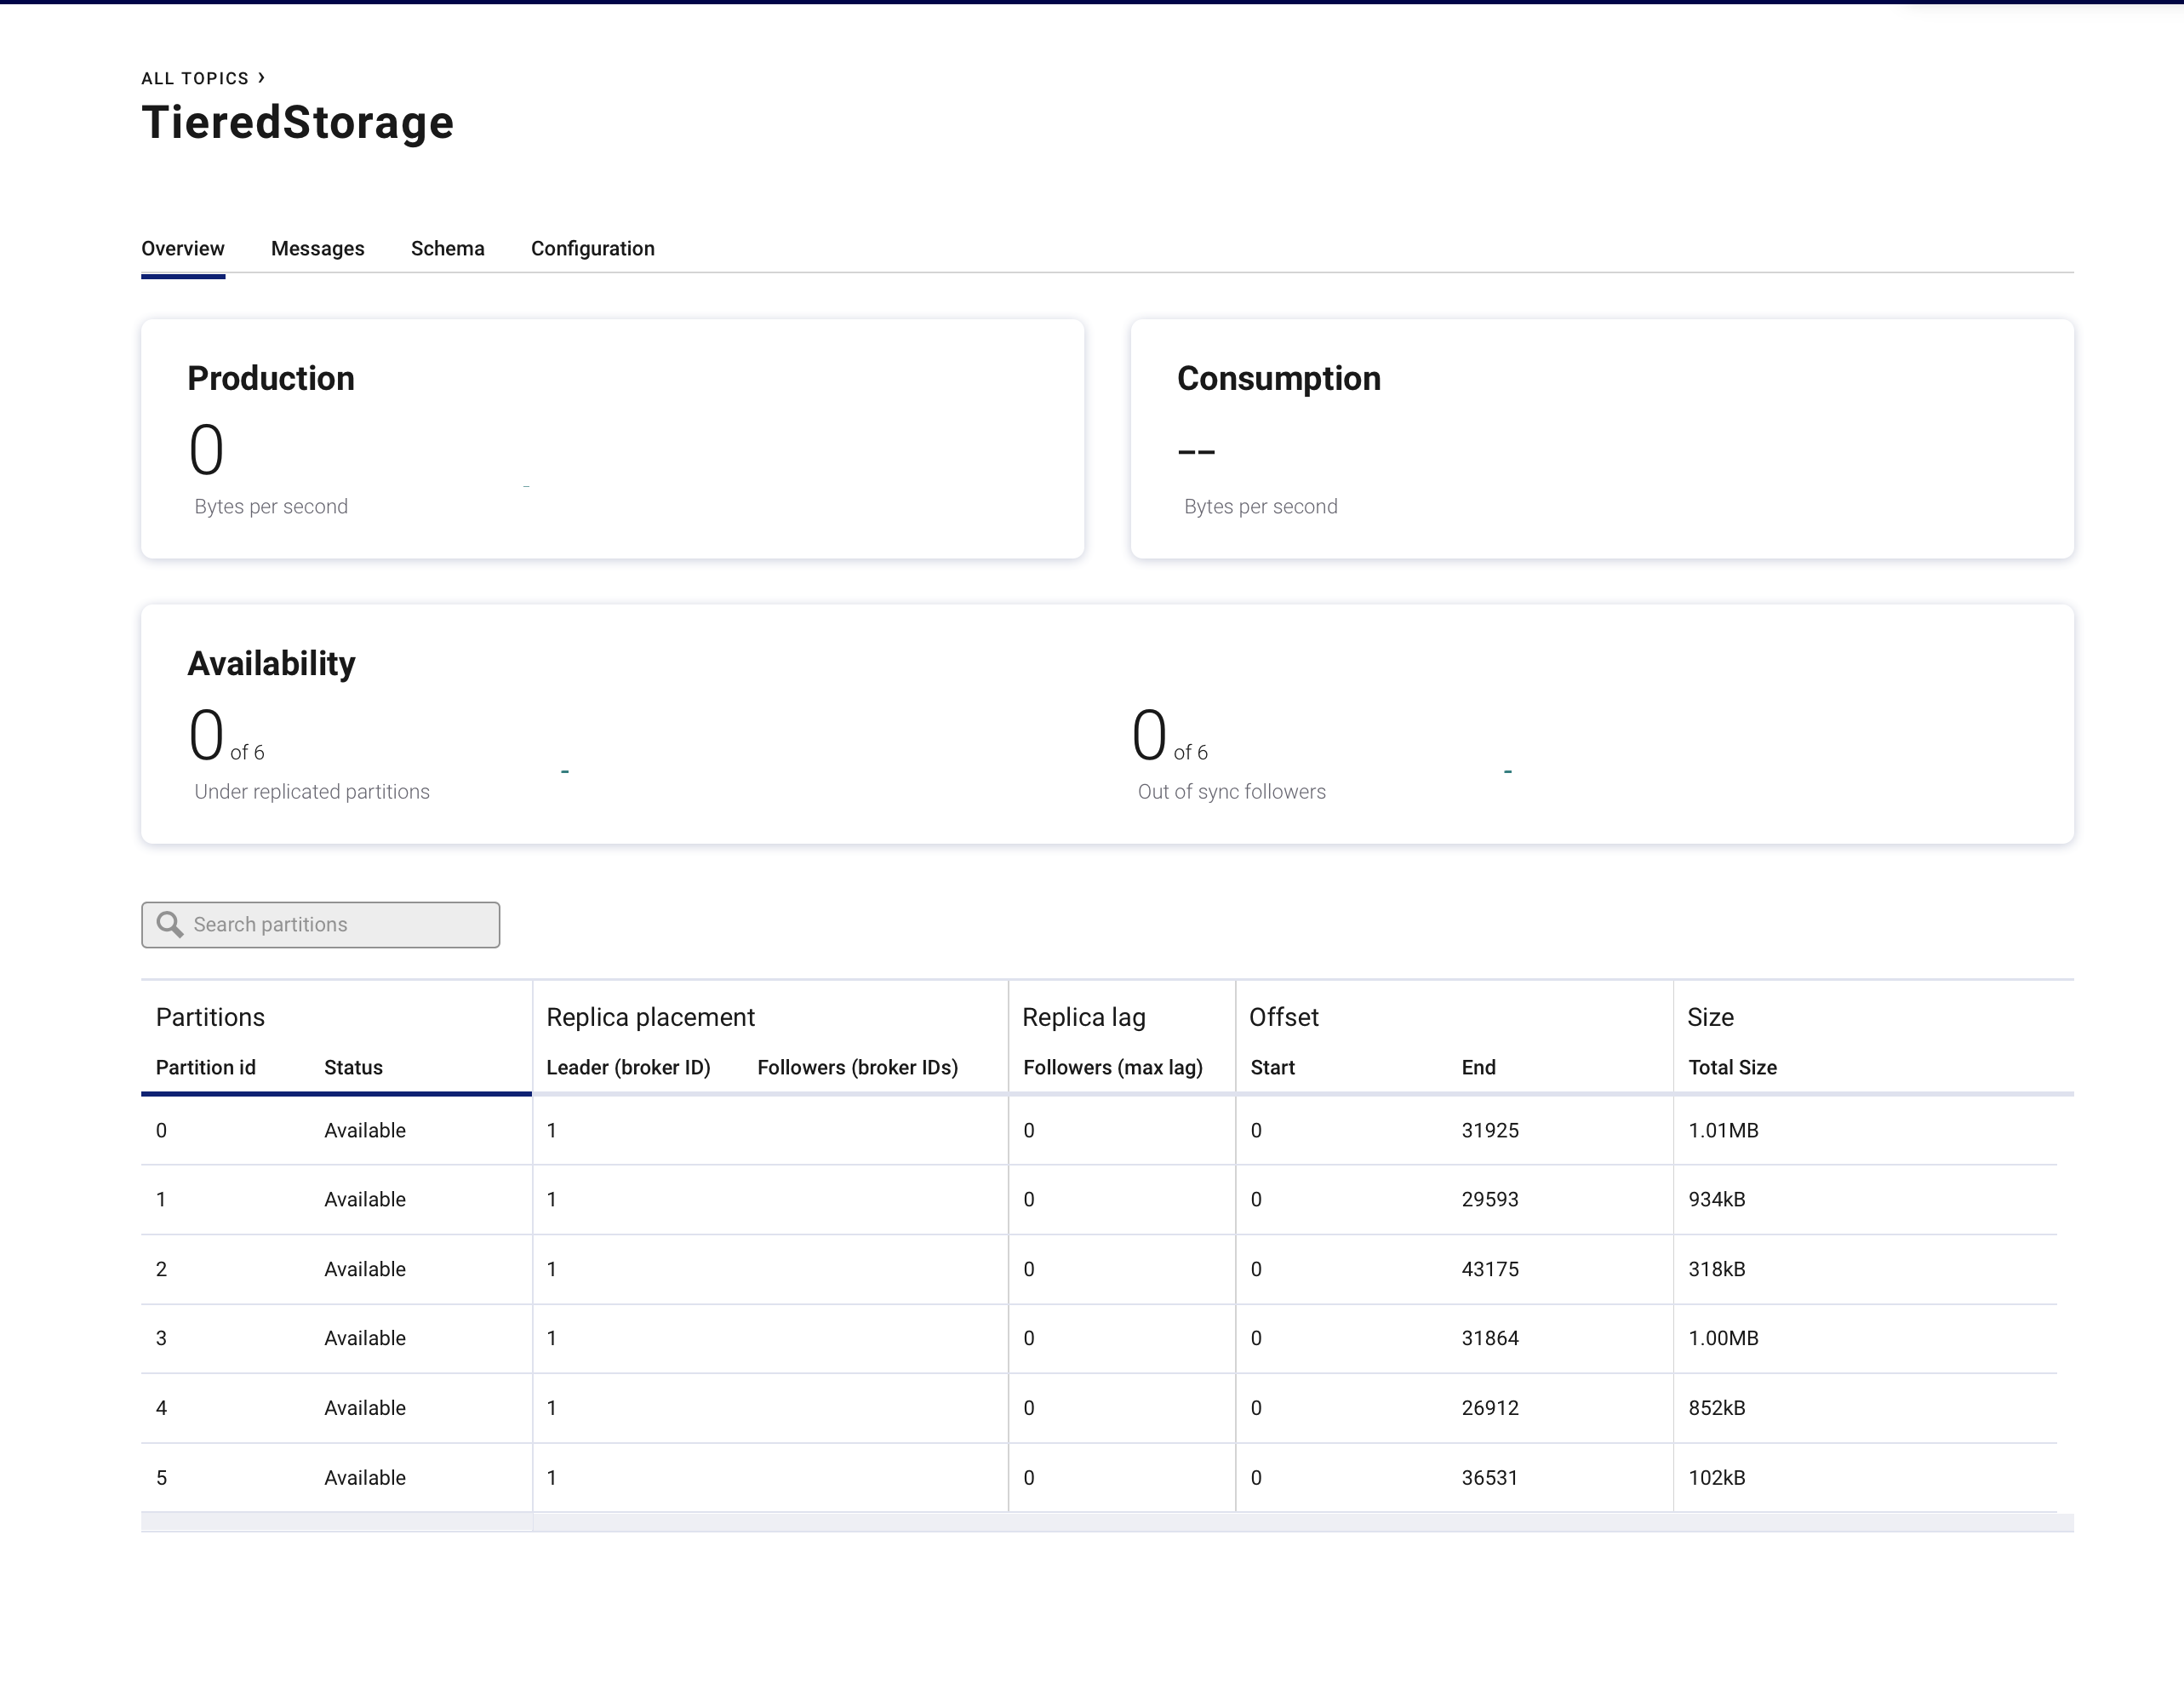 ALL TOPICS ›
TieredStorage
Overview Messages Schema Configuration
Production
0
Bytes per second
Consumption
--
Bytes per second
Availability
0 of 6
Under replicated partitions
0 of 6
Out of sync followers
Search partitions
Partitions Replica placement Replica lag Offset Size
Partition id Status Leader (broker ID) Followers (broker IDs) Followers (max lag) Start End Total Size
0 Available 1 0 0 31925 1.01MB
1 Available 1 0 0 29593 934kB
2 Available 1 0 0 43175 318kB
3 Available 1 0 0 31864 1.00MB
4 Available 1 0 0 26912 852kB
5 Available 1 0 0 36531 102kB